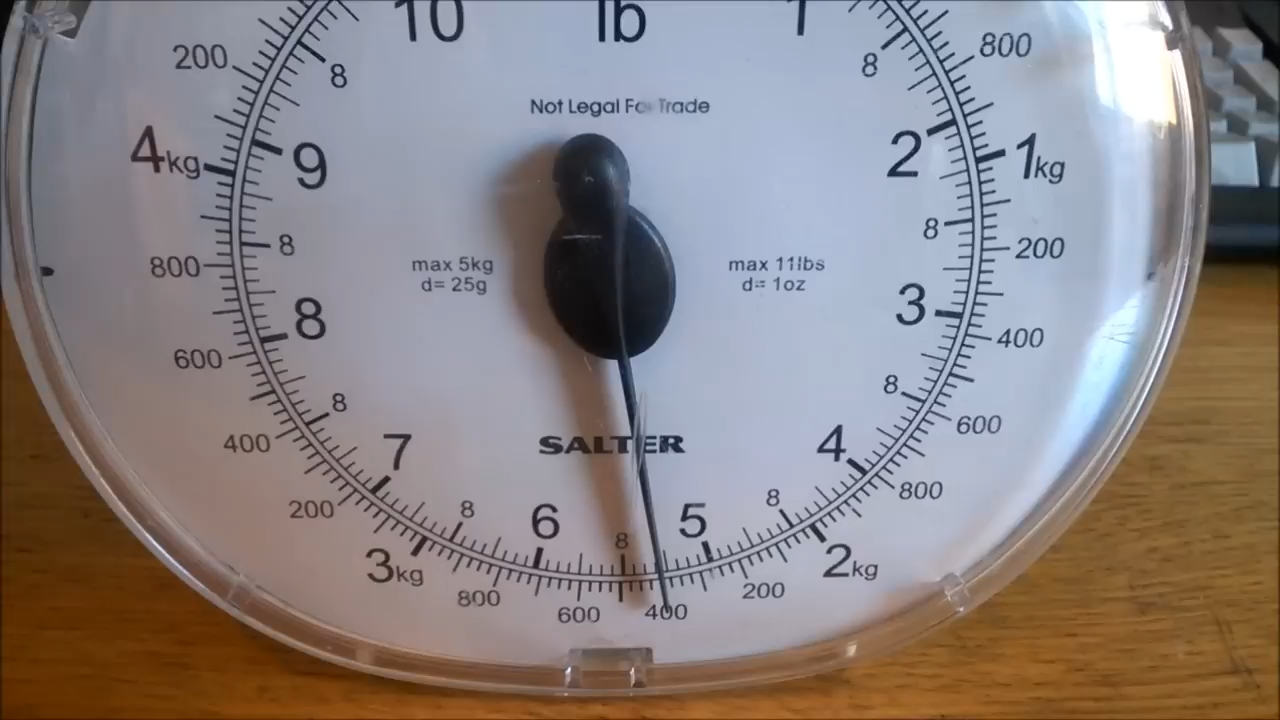 10 lb 1
200 8 8 800
Not Legal For Trade
4kg 9 2 1kg
800 8 8 200
max 5kg max 11lbs
d= 25g d= 1oz
8 3
600 400
8 8
400 7 4 600
SALTER
200 8 8 800
6 5
3kg 8 2kg
800 200
600 400